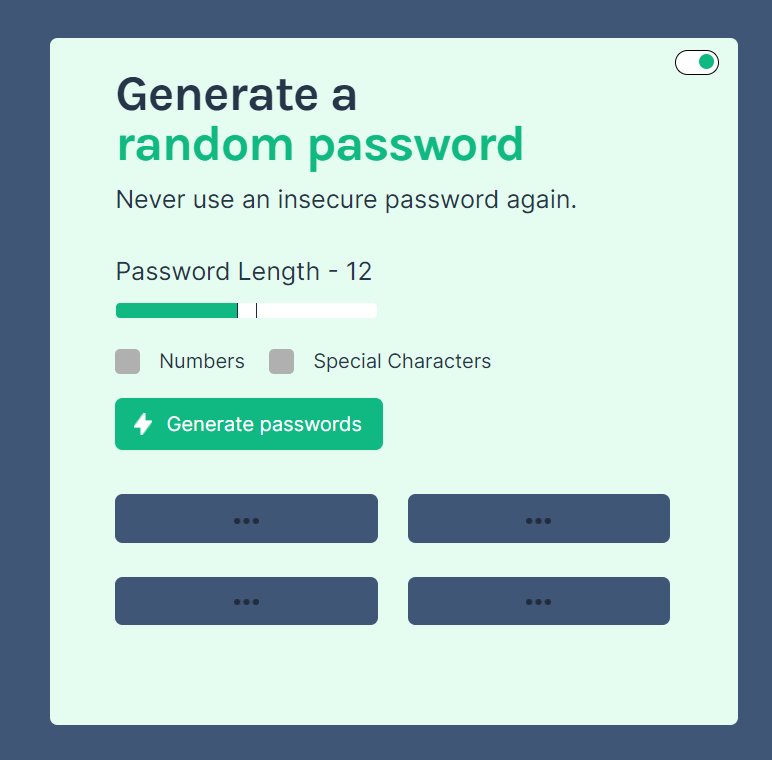 Generate a
random password
Never use an insecure password again.
Password Length - 12
Numbers Special Characters
Generate passwords
••• •••
••• •••